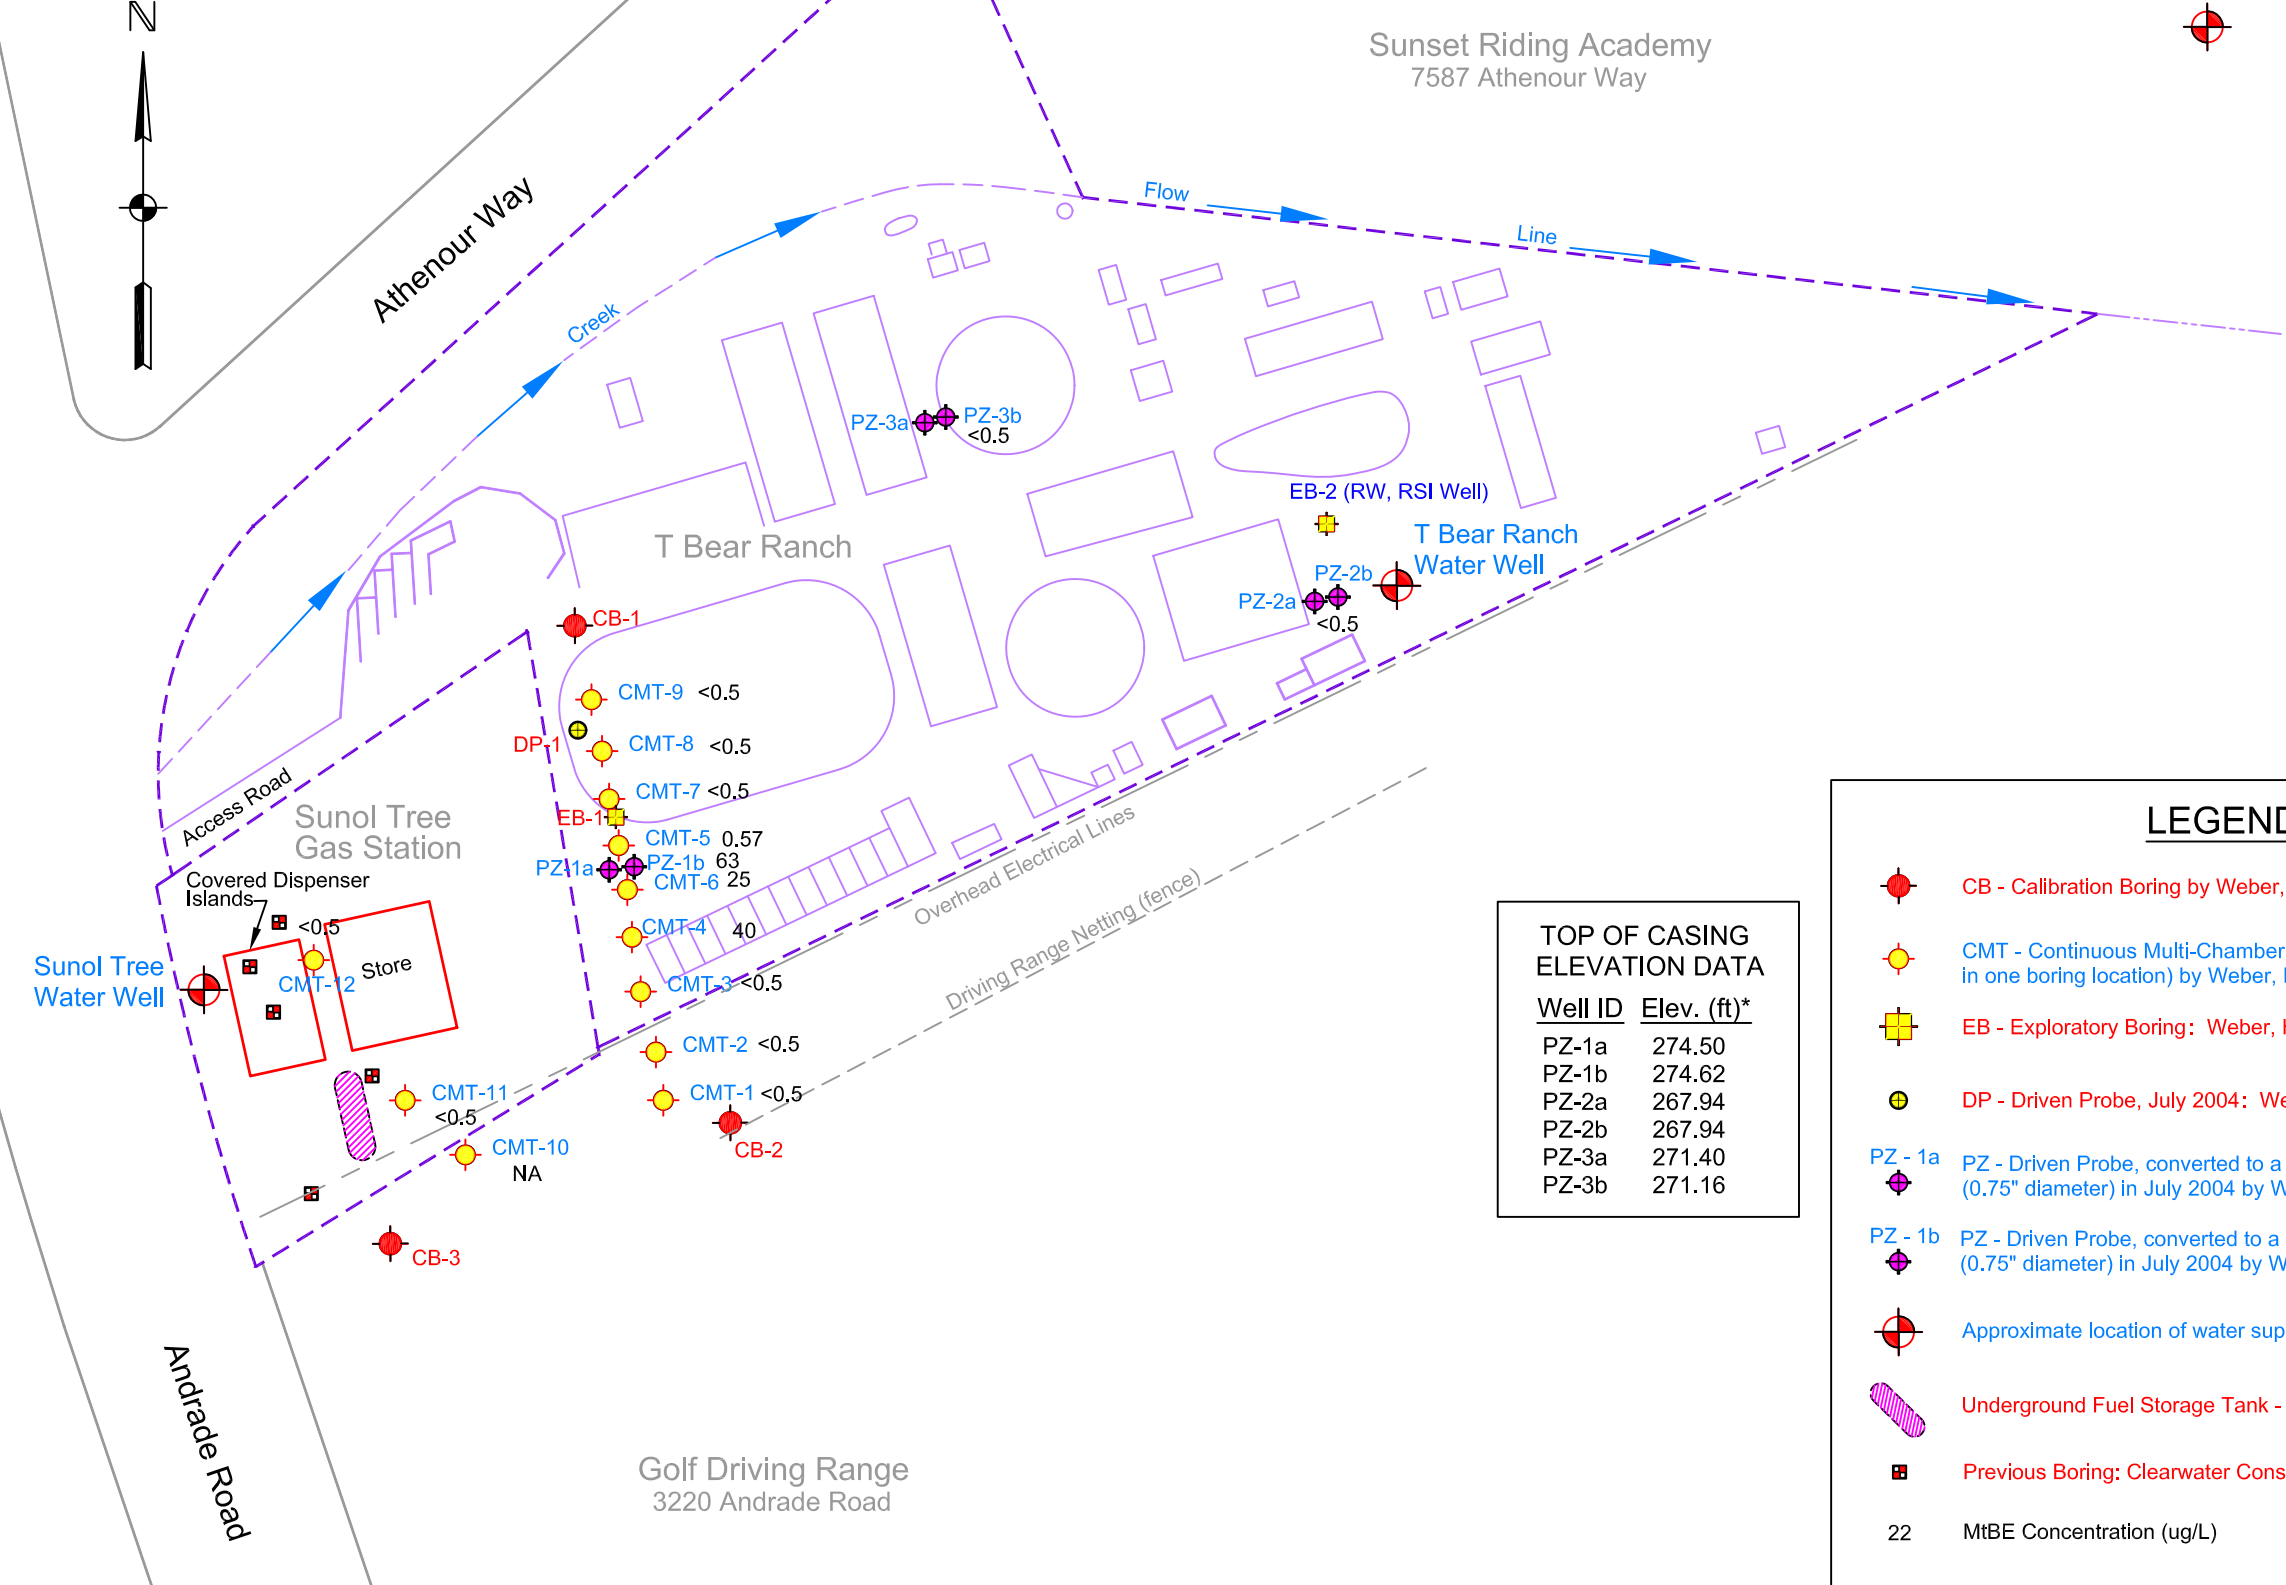 N
Sunset Riding Academy
7587 Athenour Way
Athenour Way
Flow
Line
Creek
PZ-3a
PZ-3b
<0.5
EB-2 (RW, RSI Well)
T Bear Ranch
T Bear Ranch
Water Well
PZ-2b
PZ-2a
<0.5
CB-1
CMT-9 <0.5
DP-1
CMT-8 <0.5
CMT-7 <0.5
EB-1
CMT-5 0.57
PZ-1a
PZ-1b 63
CMT-6 25
CMT-4 40
CMT-3 <0.5
CMT-2 <0.5
CMT-1 <0.5
CB-2
Access Road
Sunol Tree
Gas Station
Covered Dispenser
Islands
<0.5
Store
CMT-12
Sunol Tree
Water Well
CMT-11
<0.5
CMT-10
NA
CB-3
Overhead Electrical Lines
Driving Range Netting (fence)
Andrade Road
Golf Driving Range
3220 Andrade Road
TOP OF CASING
ELEVATION DATA
Well ID Elev. (ft)*
PZ-1a 274.50
PZ-1b 274.62
PZ-2a 267.94
PZ-2b 267.94
PZ-3a 271.40
PZ-3b 271.16
LEGEND
CB - Calibration Boring by Weber,
CMT - Continuous Multi-Chamber
in one boring location) by Weber,
EB - Exploratory Boring: Weber,
DP - Driven Probe, July 2004: We
PZ - 1a PZ - Driven Probe, converted to a
(0.75" diameter) in July 2004 by W
PZ - 1b PZ - Driven Probe, converted to a
(0.75" diameter) in July 2004 by W
Approximate location of water sup
Underground Fuel Storage Tank -
Previous Boring: Clearwater Cons
22 MtBE Concentration (ug/L)